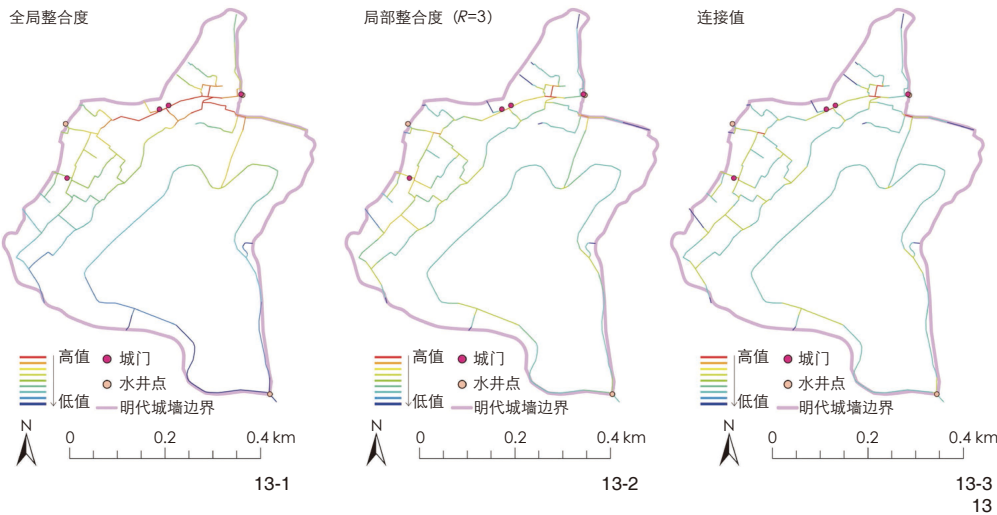 全局整合度
高值
城门
水井点
低值
明代城墙边界
N
0 0.2 0.4 km
13-1
局部整合度 (R=3)
高值
城门
水井点
低值
明代城墙边界
N
0 0.2 0.4 km
13-2
连接值
高值
城门
水井点
低值
明代城墙边界
N
0 0.2 0.4 km
13-3
13